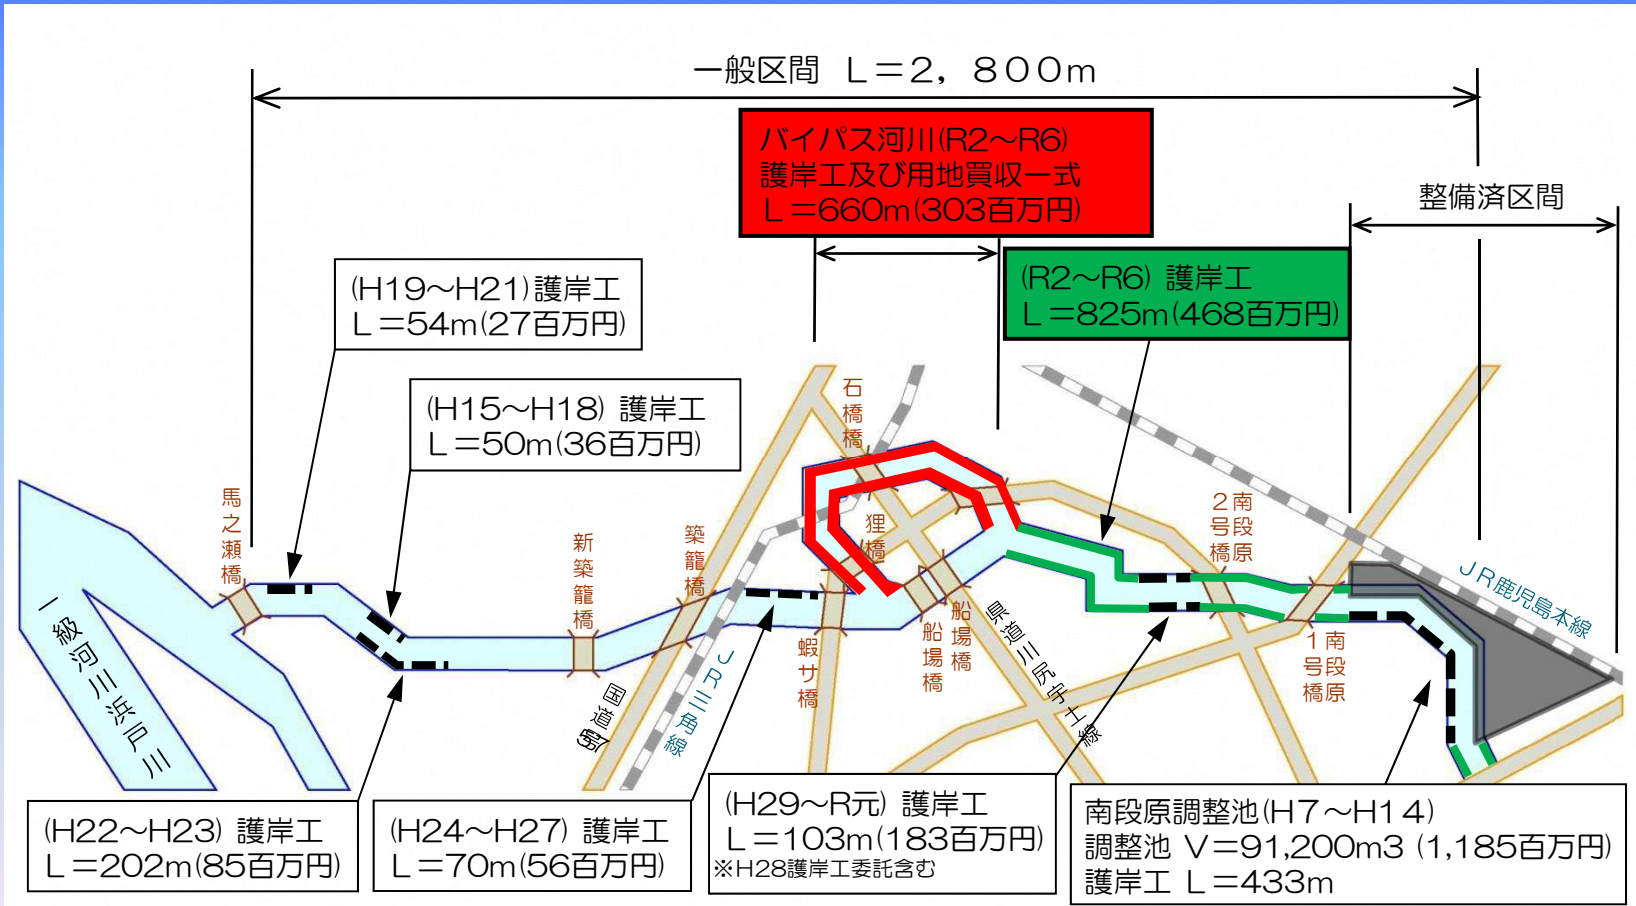 一般区間 L=2,800m
バイパス河川(R2～R6)
護岸工及び用地買収一式
L=660m(303百万円)
整備済区間
(R2～R6) 護岸工
L=825m(468百万円)
(H19～H21)護岸工
L=54m(27百万円)
(H15～H18) 護岸工
L=50m(36百万円)
馬之瀬橋
新築籠橋
築籠橋
石橋橋
狸橋
南段原2号橋
JR鹿児島本線
一級河川浜戸川
国道
JR三角線
蝦サ橋
船場橋
船場橋
県道川尻宇土線
南段原1号橋
(H22～H23) 護岸工
L=202m(85百万円)
(H24～H27) 護岸工
L=70m(56百万円)
(H29～R元) 護岸工
L=103m(183百万円)
※H28護岸工委託含む
南段原調整池(H7～H14)
調整池 V=91,200m3 (1,185百万円)
護岸工 L=433m